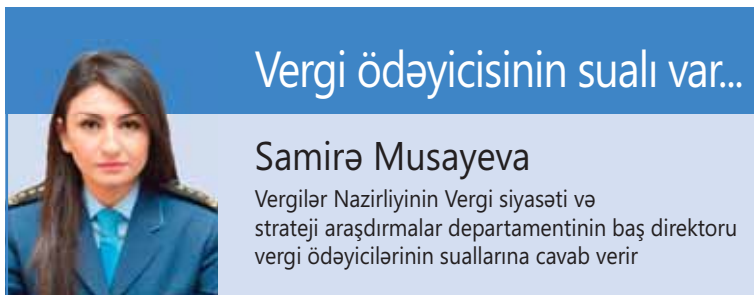 Vergi ödəyicisinin sualı var...
Samirə Musayeva
Vergilər Nazirliyinin Vergi siyasəti və
strateji araşdırmalar departamentinin baş direktoru
vergi ödəyicilərinin suallarına cavab verir